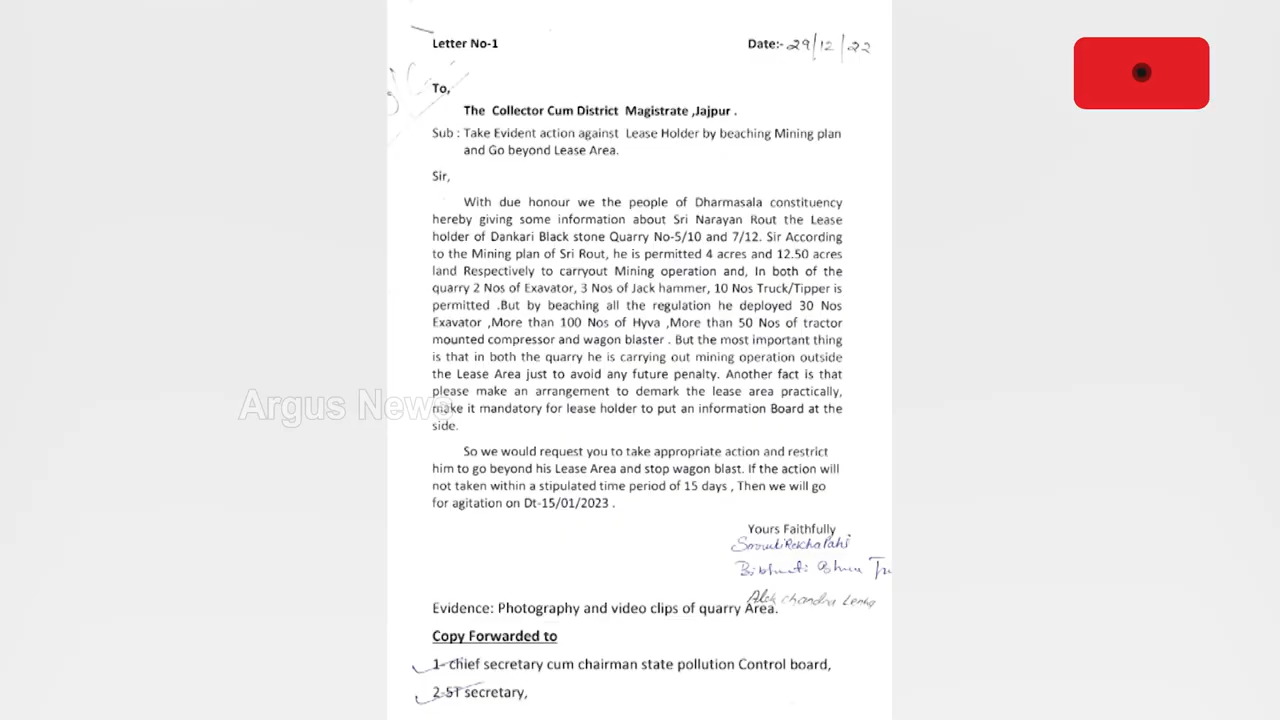 Letter No-1 Date:- 29/12/22
To,
The Collector Cum District Magistrate ,Jajpur .
Sub : Take Evident action against Lease Holder by beaching Mining plan
and Go beyond Lease Area.
Sir,
With due honour we the people of Dharmasala constituency
hereby giving some information about Sri Narayan Rout the Lease
holder of Dankari Black stone Quarry No-5/10 and 7/12. Sir According
to the Mining plan of Sri Rout, he is permitted 4 acres and 12.50 acres
land Respectively to carryout Mining operation and, In both of the
quarry 2 Nos of Exavator, 3 Nos of Jack hammer, 10 Nos Truck/Tipper is
permitted .But by beaching all the regulation he deployed 30 Nos
Exavator ,More than 100 Nos of Hyva ,More than 50 Nos of tractor
mounted compressor and wagon blaster . But the most important thing
is that in both the quarry he is carrying out mining operation outside
the Lease Area just to avoid any future penalty. Another fact is that
please make an arrangement to demark the lease area practically,
make it mandatory for lease holder to put an information Board at the
side.
Argus News
So we would request you to take appropriate action and restrict
him to go beyond his Lease Area and stop wagon blast. If the action will
not taken within a stipulated time period of 15 days , Then we will go
for agitation on Dt-15/01/2023 .
Yours Faithfully
Bibhuti
Chandra Lenka
Evidence: Photography and video clips of quarry Area.
Copy Forwarded to
1- chief secretary cum chairman state pollution Control board,
2-ST secretary,